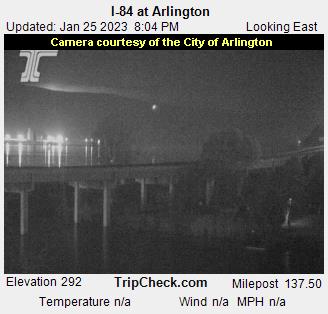 I-84 at Arlington
Updated: Jan 25 2023 8:04 PM Looking East
Camera courtesy of the City of Arlington
Elevation 292 TripCheck.com Milepost 137.50
Temperature n/a Wind n/a MPH n/a